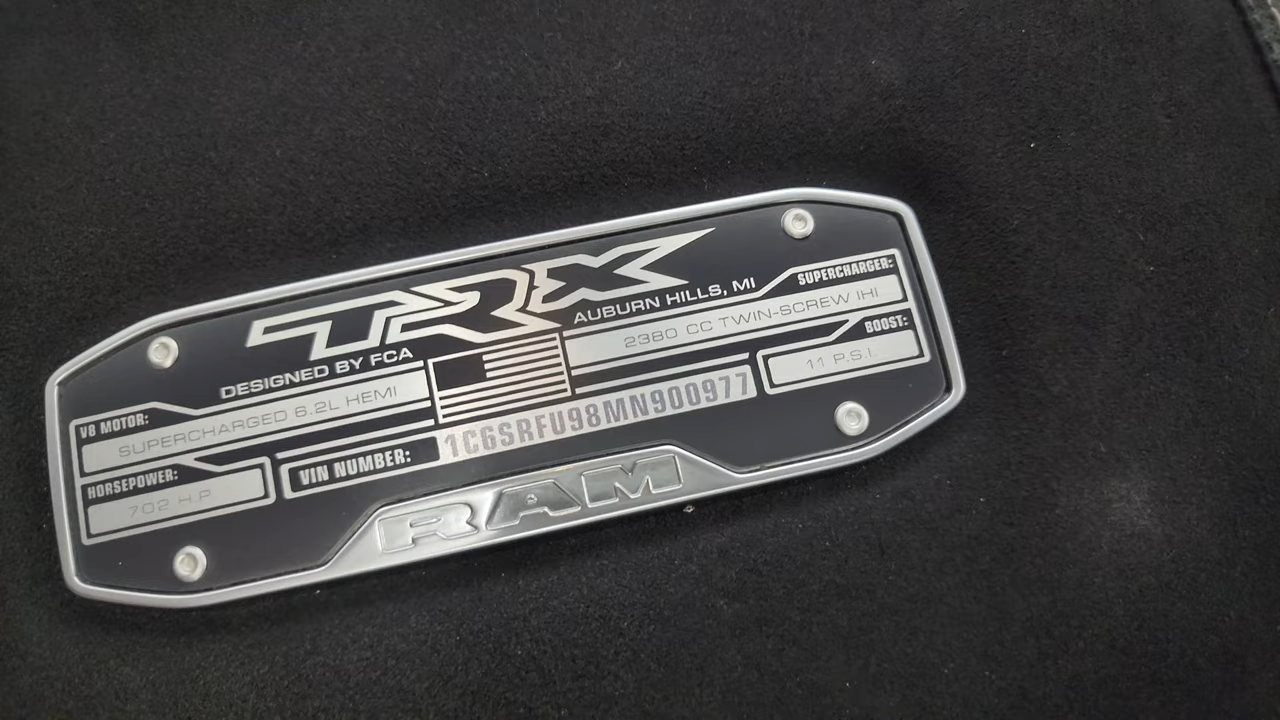 TRX
DESIGNED BY FCA
AUBURN HILLS, MI
V8 MOTOR:
SUPERCHARGED 6.2L HEMI
SUPERCHARGER:
2380 CC TWIN-SCREW IHI
HORSEPOWER:
702 H.P.
BOOST:
11 P.S.I.
VIN NUMBER: 1C6SRFU98MN900977
RAM